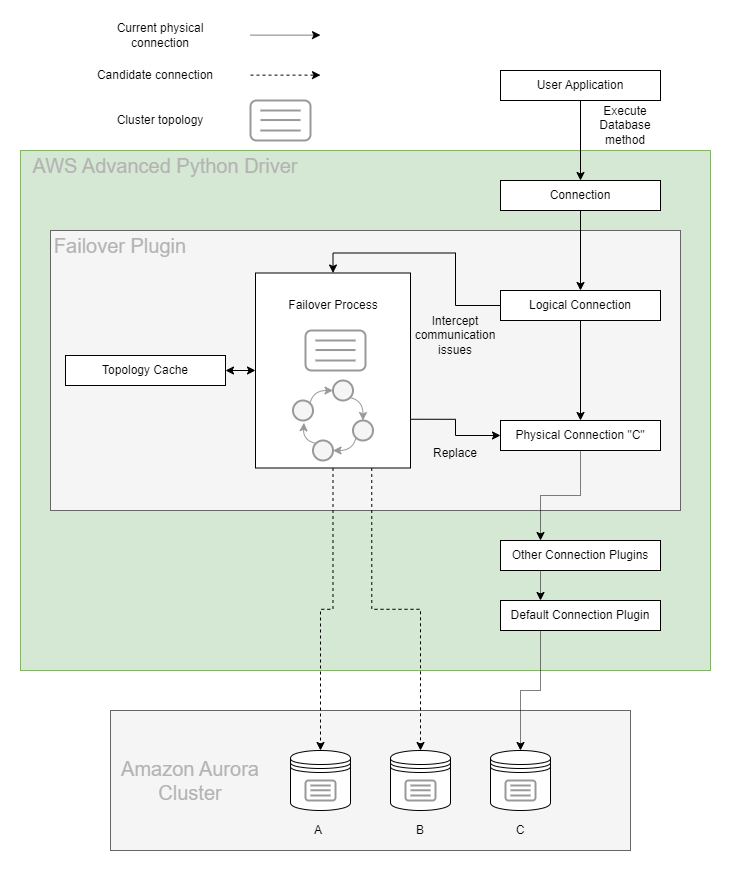 Current physical
connection
Candidate connection
Cluster topology
User Application
Execute
Database
method
AWS Advanced Python Driver
Connection
Failover Plugin
Failover Process
Logical Connection
Intercept
communication
issues
Topology Cache
Physical Connection "C"
Replace
Other Connection Plugins
Default Connection Plugin
Amazon Aurora
Cluster
A
B
C